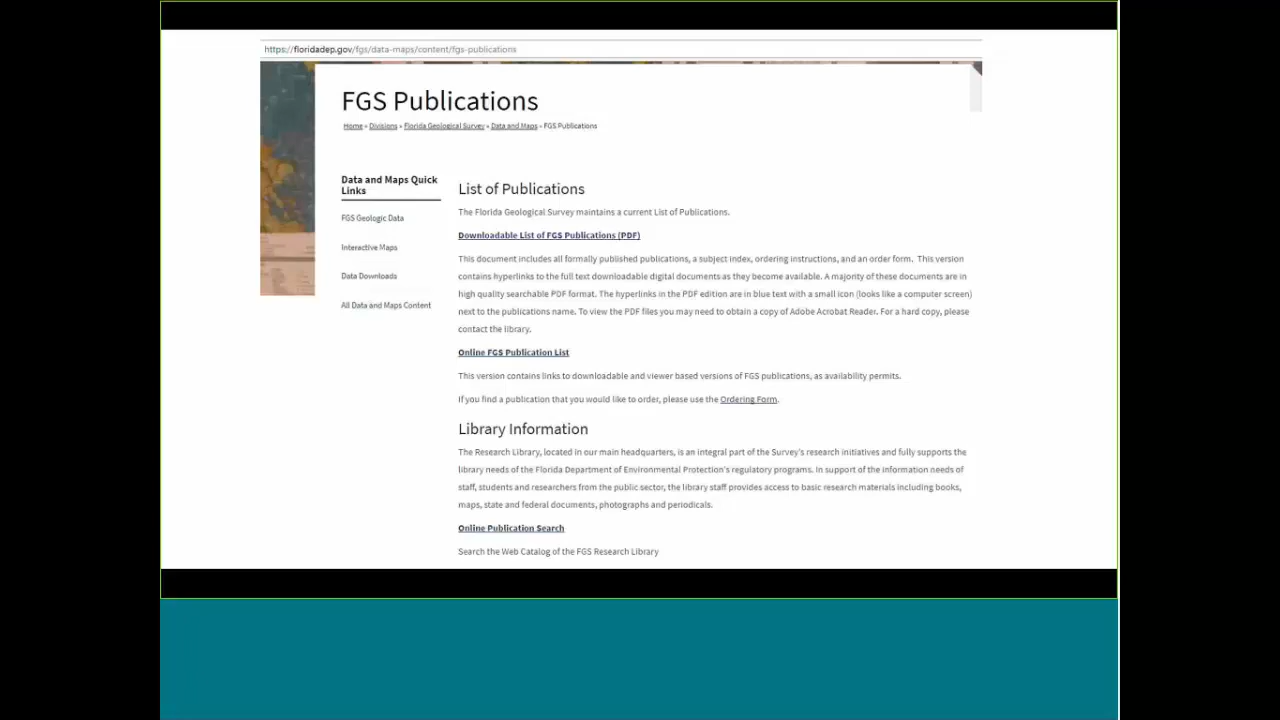 https://floridadep.gov/fgs/data-maps/content/fgs-publications
FGS Publications
Home » Divisions » Florida Geological Survey » Data and Maps » FGS Publications
Data and Maps Quick
Links
FGS Geologic Data
Interactive Maps
Data Downloads
All Data and Maps Content
List of Publications
The Florida Geological Survey maintains a current List of Publications.
Downloadable List of FGS Publications (PDF)
This document includes all formally published publications, a subject index, ordering instructions, and an order form. This version
contains hyperlinks to the full text downloadable digital documents as they become available. A majority of these documents are in
high quality searchable PDF format. The hyperlinks in the PDF edition are in blue text with a small icon (looks like a computer screen)
next to the publications name. To view the PDF files you may need to obtain a copy of Adobe Acrobat Reader. For a hard copy, please
contact the library.
Online FGS Publication List
This version contains links to downloadable and viewer based versions of FGS publications, as availability permits.
If you find a publication that you would like to order, please use the Ordering Form.
Library Information
The Research Library, located in our main headquarters, is an integral part of the Survey's research initiatives and fully supports the
library needs of the Florida Department of Environmental Protection's regulatory programs. In support of the information needs of
staff, students and researchers from the public sector, the library staff provides access to basic research materials including books,
maps, state and federal documents, photographs and periodicals.
Online Publication Search
Search the Web Catalog of the FGS Research Library